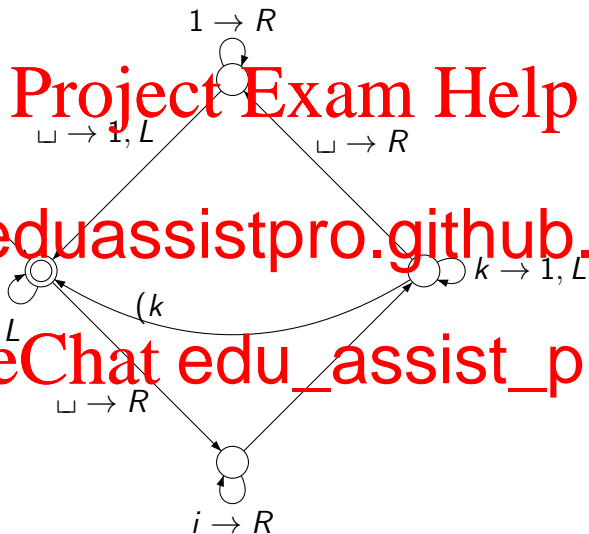 1 → R
Project Exam Help
␣ → 1, L
␣ → R
eduassistpro.github.
k → 1, L
(k
L
eChat edu_assist_p
␣ → R
i → R